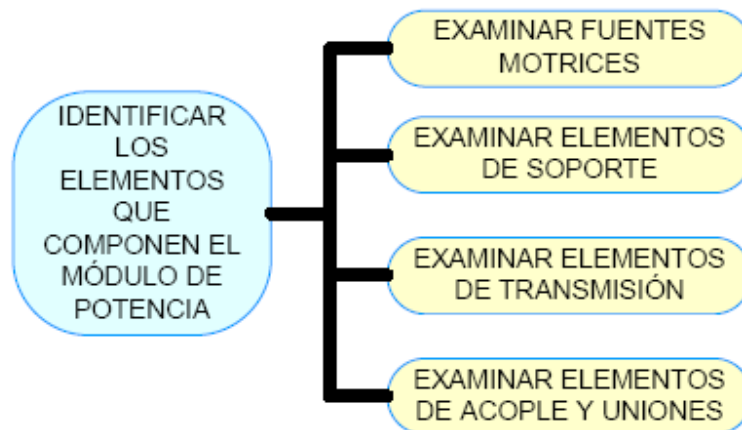 IDENTIFICAR
LOS
ELEMENTOS
QUE
COMPONEN EL
MÓDULO DE
POTENCIA
EXAMINAR FUENTES
MOTRICES
EXAMINAR ELEMENTOS
DE SOPORTE
EXAMINAR ELEMENTOS
DE TRANSMISIÓN
EXAMINAR ELEMENTOS
DE ACOPLE Y UNIONES